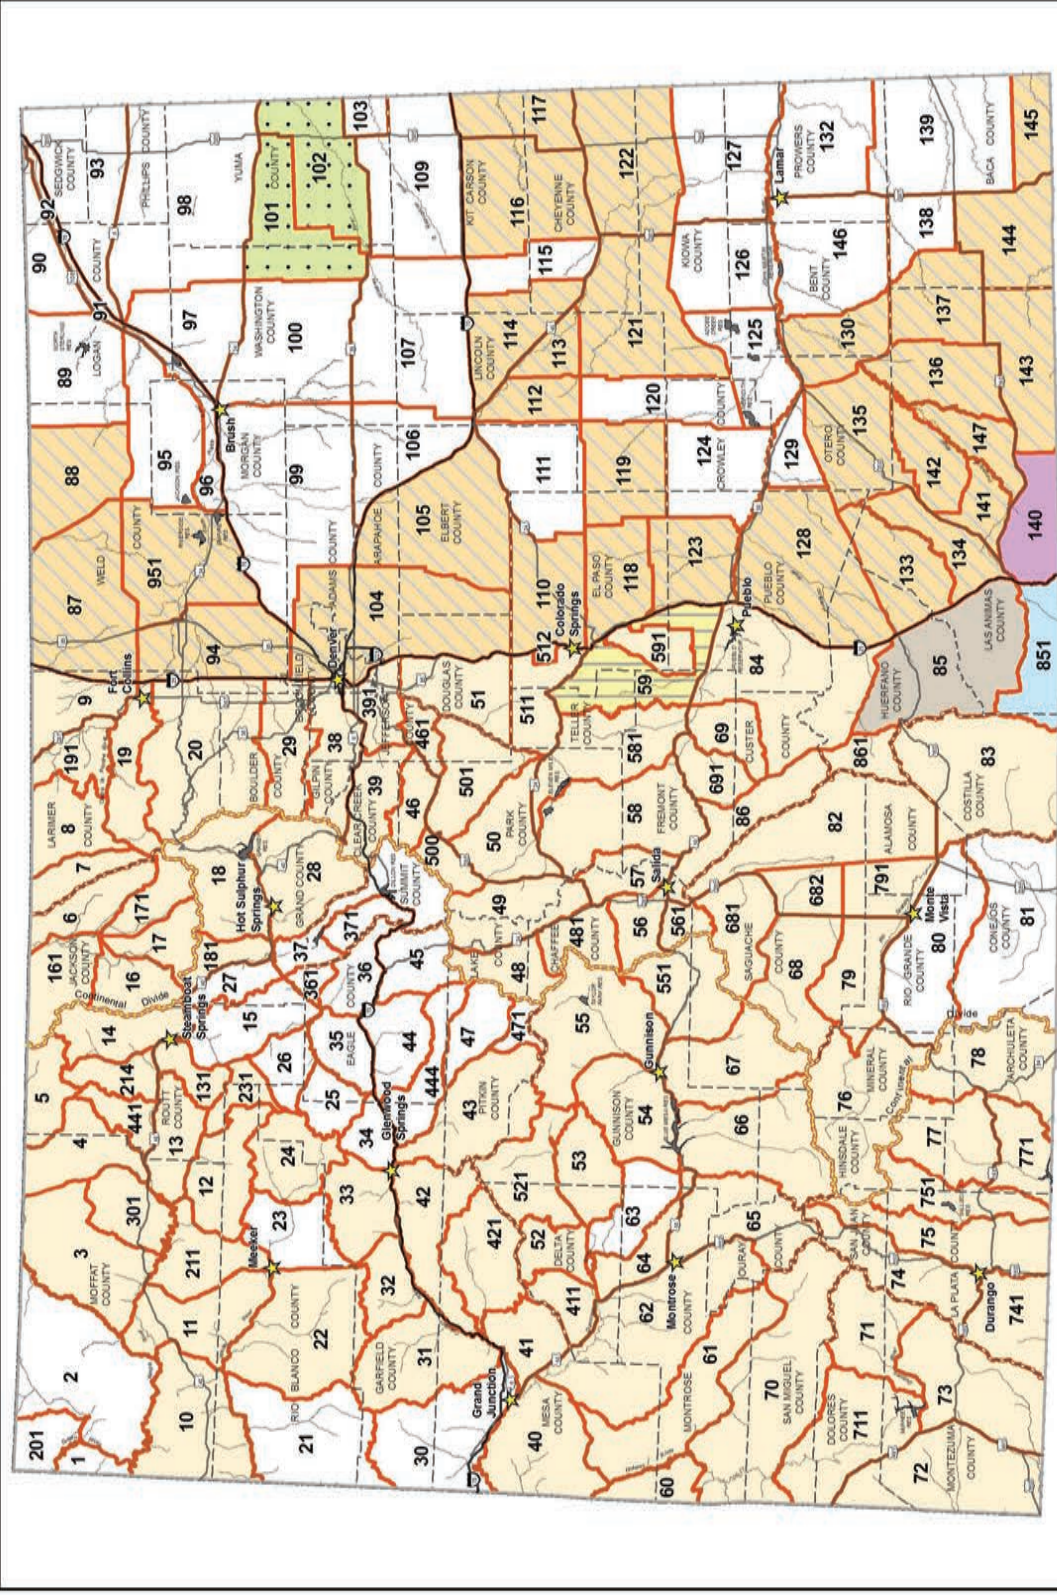 201
1
2
3
MOFFAT
COUNTY
301
4
5
441
214
14
161
6
JACKSON
COUNTY
16
17
171
7
8
LARIMER
COUNTY
191
19
9
Fort
Collins
87
WELD
COUNTY
88
89
LOGAN
COUNTY
90
91
92
SEDGWICK
COUNTY
93
PHILLIPS COUNTY
Continental Divide
10
11
211
12
13
ROUTT
COUNTY
131
Steamboat
Springs
181
18
20
94
951
95
96
97
98
YUMA
COUNTY
21
RIO BLANCO
COUNTY
22
Meeker
23
24
231
26
15
27
Hot Sulphur
Springs
GRAND COUNTY
28
BOULDER
COUNTY
29
GILPIN
COUNTY
38
Denver
ADAMS COUNTY
99
MORGAN
COUNTY
Brush
100
WASHINGTON
COUNTY
101
102
103
30
31
GARFIELD
COUNTY
32
33
34
25
35
EAGLE
COUNTY
361
36
37
371
SUMMIT
COUNTY
CLEAR CREEK
COUNTY
39
391
JEFFERSON
COUNTY
104
ARAPAHOE
COUNTY
105
ELBERT
COUNTY
106
107
109
Grand
Junction
40
MESA
COUNTY
41
42
Glenwood
Springs
421
411
43
PITKIN
COUNTY
444
44
45
47
471
48
LAKE
COUNTY
49
500
46
461
50
PARK
COUNTY
501
51
DOUGLAS
COUNTY
511
512
110
Colorado
Springs
111
112
LINCOLN
COUNTY
113
114
115
KIT CARSON
COUNTY
116
117
CHEYENNE
COUNTY
52
DELTA
COUNTY
521
53
GUNNISON
COUNTY
54
Gunnison
55
551
481
CHAFFEE
COUNTY
56
561
57
Salida
58
FREMONT
COUNTY
581
TELLER
COUNTY
59
591
EL PASO
COUNTY
118
119
120
121
122
60
MONTROSE
COUNTY
61
62
Montrose
63
64
65
OURAY
COUNTY
66
67
681
SAGUACHE
COUNTY
68
682
86
691
69
CUSTER
COUNTY
84
Pueblo
PUEBLO
COUNTY
123
124
CROWLEY COUNTY
125
126
KIOWA
COUNTY
127
70
SAN MIGUEL
COUNTY
DOLORES
COUNTY
711
71
SAN JUAN
COUNTY
HINSDALE
COUNTY
76
MINERAL
COUNTY
79
791
82
ALAMOSA
COUNTY
861
HUERFANO
COUNTY
128
129
OTERO
COUNTY
135
130
BENT
COUNTY
146
Lamar
PROWERS
COUNTY
132
72
MONTEZUMA
COUNTY
73
LA PLATA
COUNTY
74
Durango
741
75
751
77
771
78
ARCHULETA
COUNTY
Continental
Divide
RIO GRANDE
COUNTY
80
Monte
Vista
CONEJOS
COUNTY
81
COSTILLA
COUNTY
83
85
LAS ANIMAS
COUNTY
851
133
134
140
141
142
147
136
137
143
138
139
BACA COUNTY
144
145